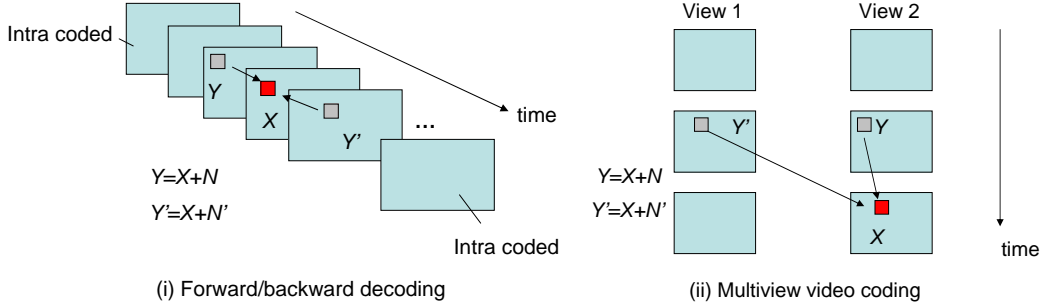 Intra coded
Y
X
Y'
...
time
Y=X+N
Y'=X+N'
Intra coded
(i) Forward/backward decoding
View 1
View 2
Y'
Y
Y=X+N
Y'=X+N'
X
time
(ii) Multiview video coding